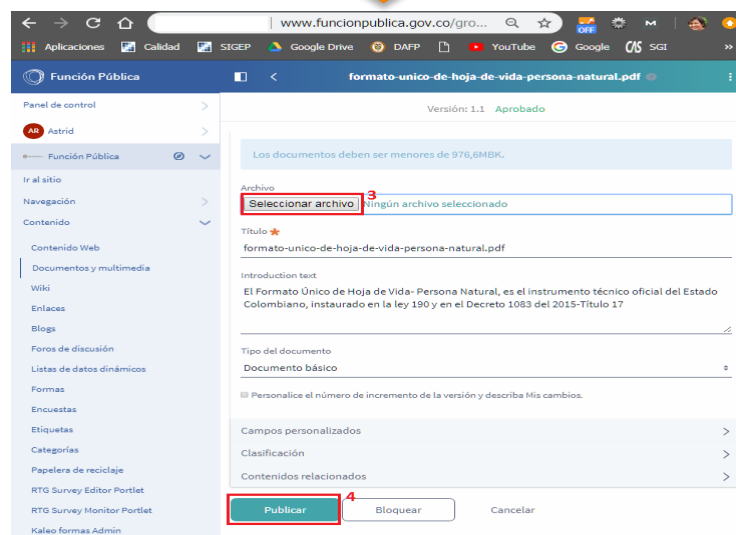 www.funcionpublica.gov.co/gro...
OFF
M
Aplicaciones Calidad SIGEP Google Drive DAFP YouTube Google CAS SGI »
Función Pública
formato-unico-de-hoja-de-vida-persona-natural.pdf
Panel de control
Versión: 1.1 Aprobado
AR Astrid
Función Pública
Los documentos deben ser menores de 976,6MBK.
Ir al sitio
Archivo
Navegación
Seleccionar archivo 3 Ningún archivo seleccionado
Contenido
Título
Contenido Web
formato-unico-de-hoja-de-vida-persona-natural.pdf
Documentos y multimedia
Introduction text
Wiki
El Formato Único de Hoja de Vida- Persona Natural, es el instrumento técnico oficial del Estado
Enlaces
Colombiano, instaurado en la ley 190 y en el Decreto 1083 del 2015-Título 17
Blogs
Foros de discusión
Tipo del documento
Listas de datos dinámicos
Documento básico
Formas
Personalice el número de incremento de la versión y describa Mis cambios.
Encuestas
Etiquetas
Campos personalizados
Categorías
Clasificación
Papelera de reciclaje
Contenidos relacionados
RTG Survey Editor Portlet
4
RTG Survey Monitor Portlet
Publicar Bloquear Cancelar
Kaleo formas Admin